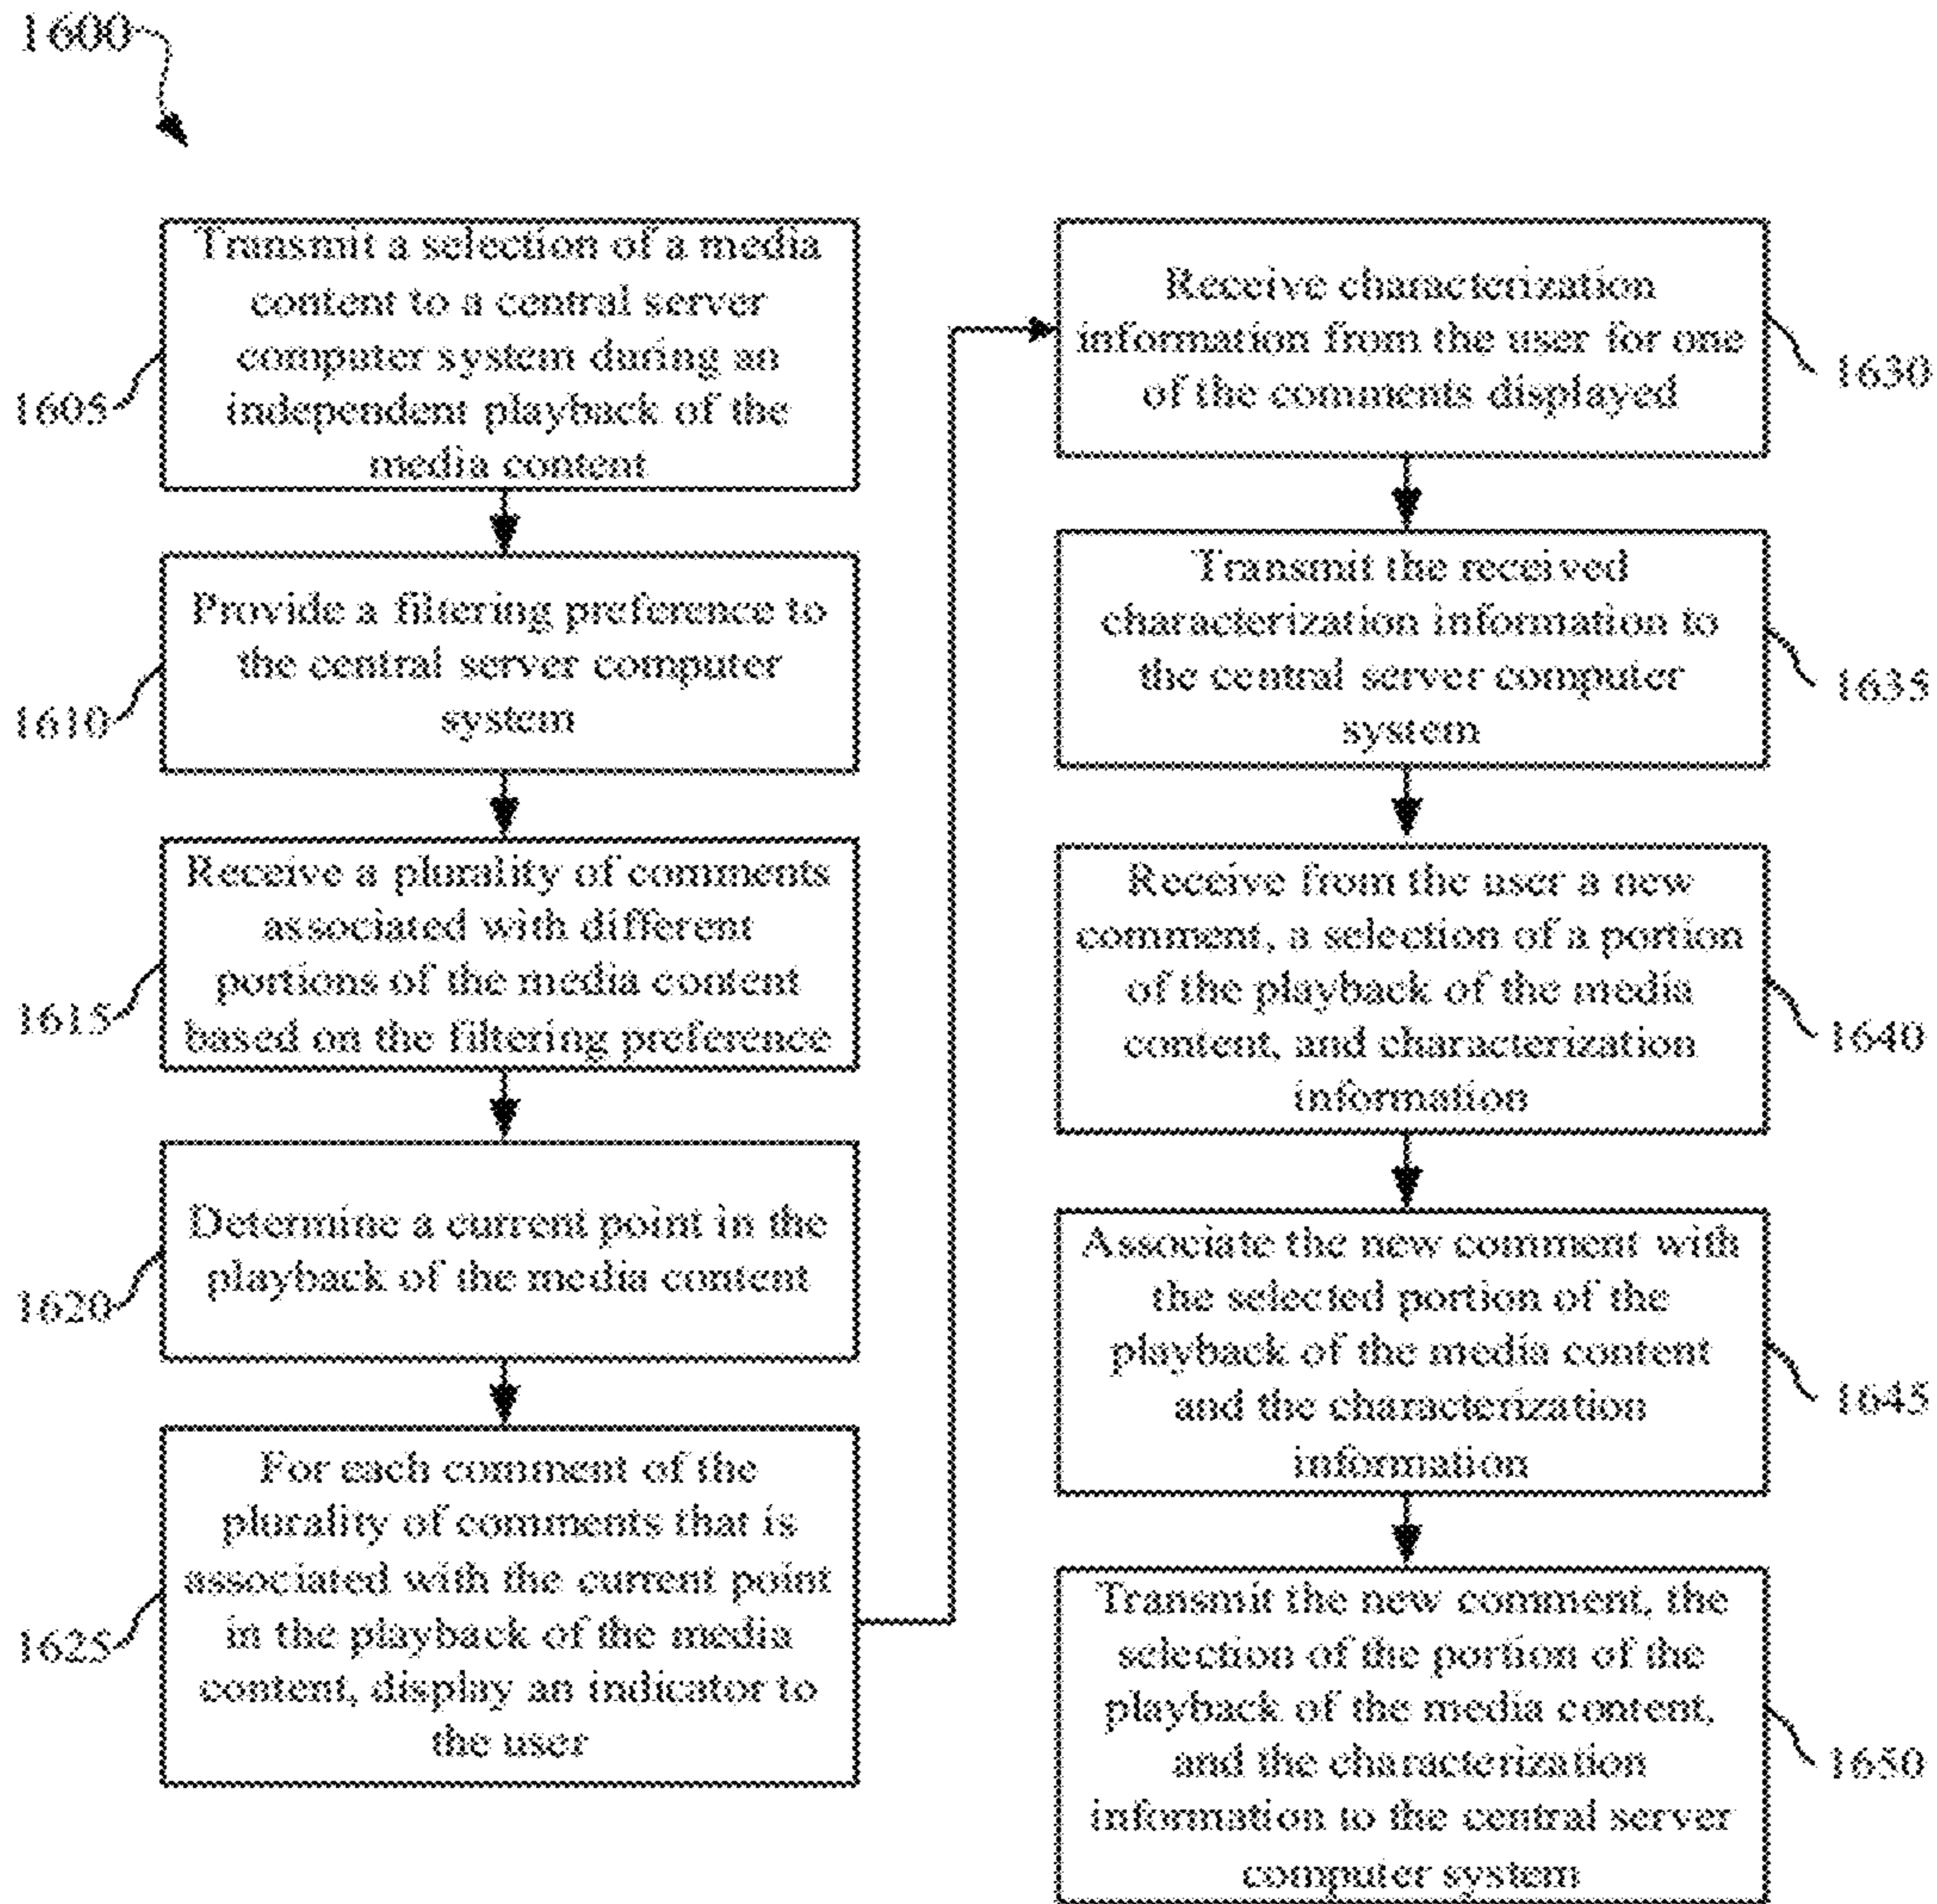 1600
Transmit a selection of a media
content to a central server
computer system during an
independent playback of the
media content
1605
Provide a filtering preference to
the central server computer
system
1610
Receive a plurality of comments
associated with different
portions of the media content
based on the filtering preference
1615
Determine a current point in the
playback of the media content
1620
For each comment of the
plurality of comments that is
associated with the current point
in the playback of the media
content, display an indicator to
the user
1625
Receive characterization
information from the user for one
of the comments displayed
1630
Transmit the received
characterization information to
the central server computer
system
1635
Receive from the user a new
comment, a selection of a portion
of the playback of the media
content, and characterization
information
1640
Associate the new comment with
the selected portion of the
playback of the media content
and the characterization
information
1645
Transmit the new comment, the
selection of the portion of the
playback of the media content,
and the characterization
information to the central server
computer system
1650